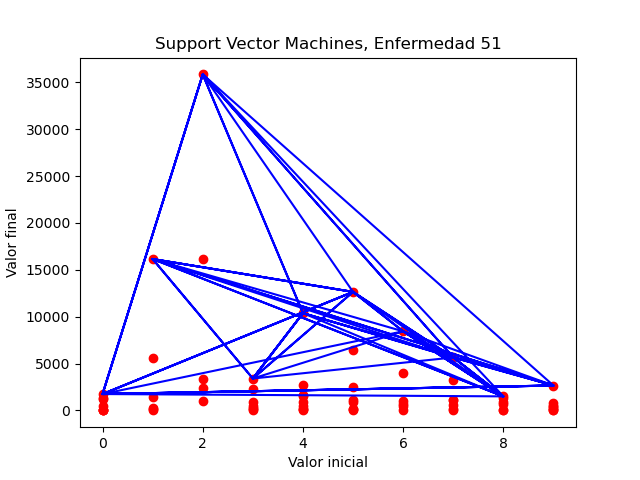 Support Vector Machines, Enfermedad 51
35000
30000
25000
20000
15000
10000
5000
0
Valor final
0 2 4 6 8
Valor inicial